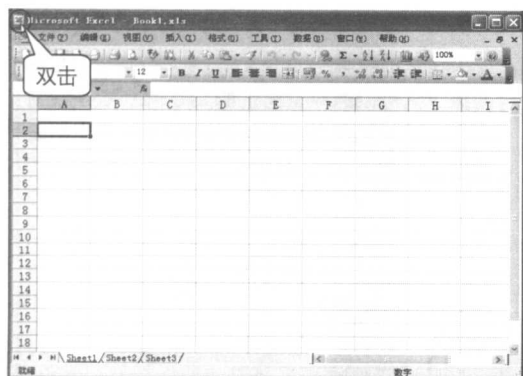 Microsoft Excel - Book1.xls
文件(F) 编辑(E) 视图(V) 插入(I) 格式(O) 工具(T) 数据(D) 窗口(W) 帮助(H)
双击
12 B I U % 100%
fx
A B C D E F G H I
1
2
3
4
5
6
7
8
9
10
11
12
13
14
15
16
17
18
Sheet1 / Sheet2 / Sheet3 /
就绪 数字